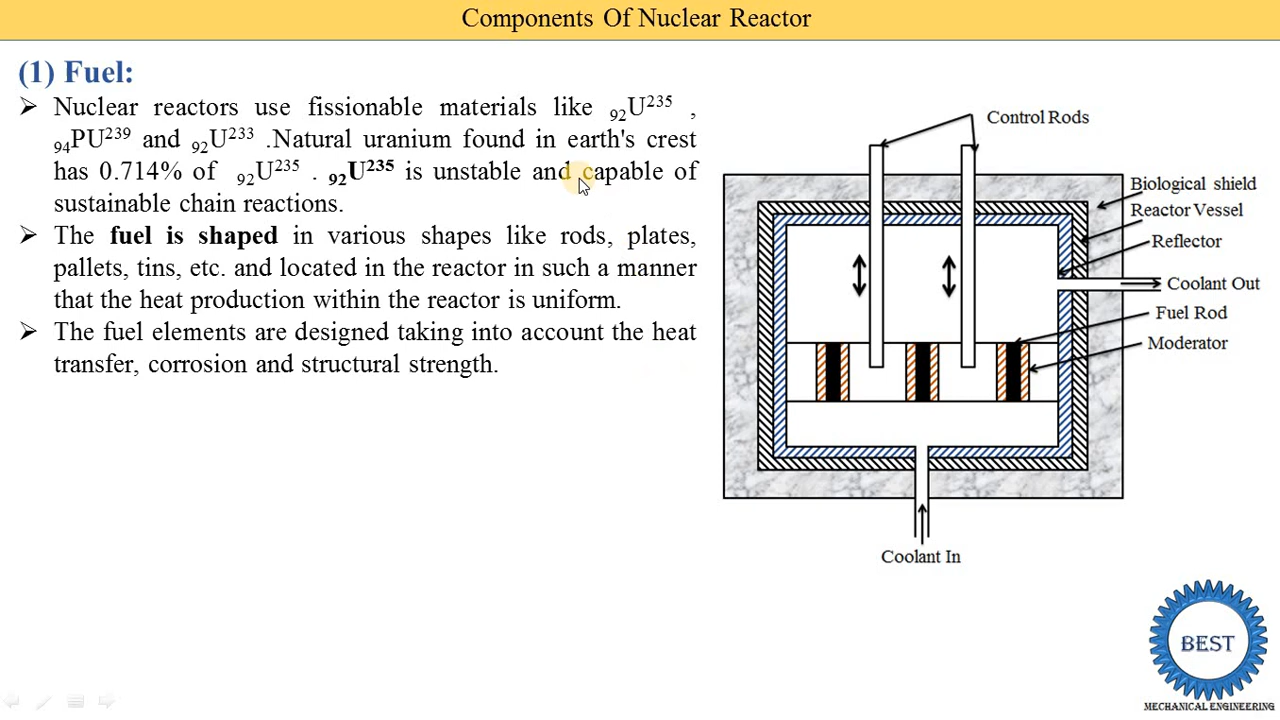 Components Of Nuclear Reactor
(1) Fuel:
➢ Nuclear reactors use fissionable materials like ₉₂U²³⁵ ,
₉₄PU²³⁹ and ₉₂U²³³ .Natural uranium found in earth's crest
has 0.714% of ₉₂U²³⁵ . ₉₂U²³⁵ is unstable and capable of
sustainable chain reactions.
➢ The fuel is shaped in various shapes like rods, plates,
pallets, tins, etc. and located in the reactor in such a manner
that the heat production within the reactor is uniform.
➢ The fuel elements are designed taking into account the heat
transfer, corrosion and structural strength.
Control Rods
Biological shield
Reactor Vessel
Reflector
Coolant Out
Fuel Rod
Moderator
Coolant In
BEST
MECHANICAL ENGINEERING